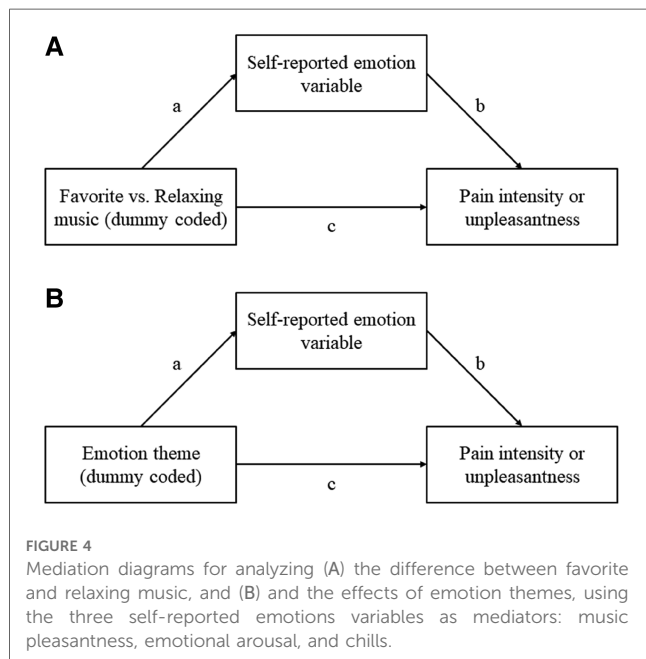 A
Self-reported emotion
variable
a
b
Favorite vs. Relaxing
music (dummy coded)
Pain intensity or
unpleasantness
c
B
Self-reported emotion
variable
a
b
Emotion theme
(dummy coded)
Pain intensity or
unpleasantness
c
FIGURE 4
Mediation diagrams for analyzing (A) the difference between favorite
and relaxing music, and (B) and the effects of emotion themes, using
the three self-reported emotions variables as mediators: music
pleasantness, emotional arousal, and chills.